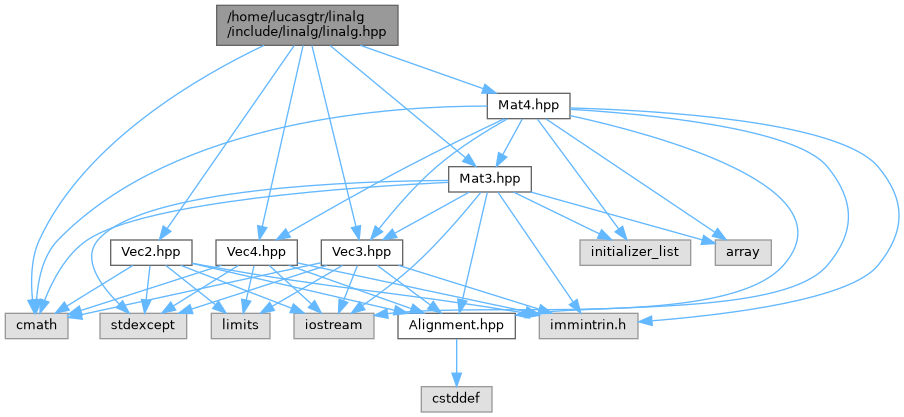 /home/lucasgtr/linalg
/include/linalg/linalg.hpp
Mat4.hpp
Mat3.hpp
Vec2.hpp
Vec4.hpp
Vec3.hpp
initializer_list
array
cmath
stdexcept
limits
iostream
Alignment.hpp
immintrin.h
cstddef